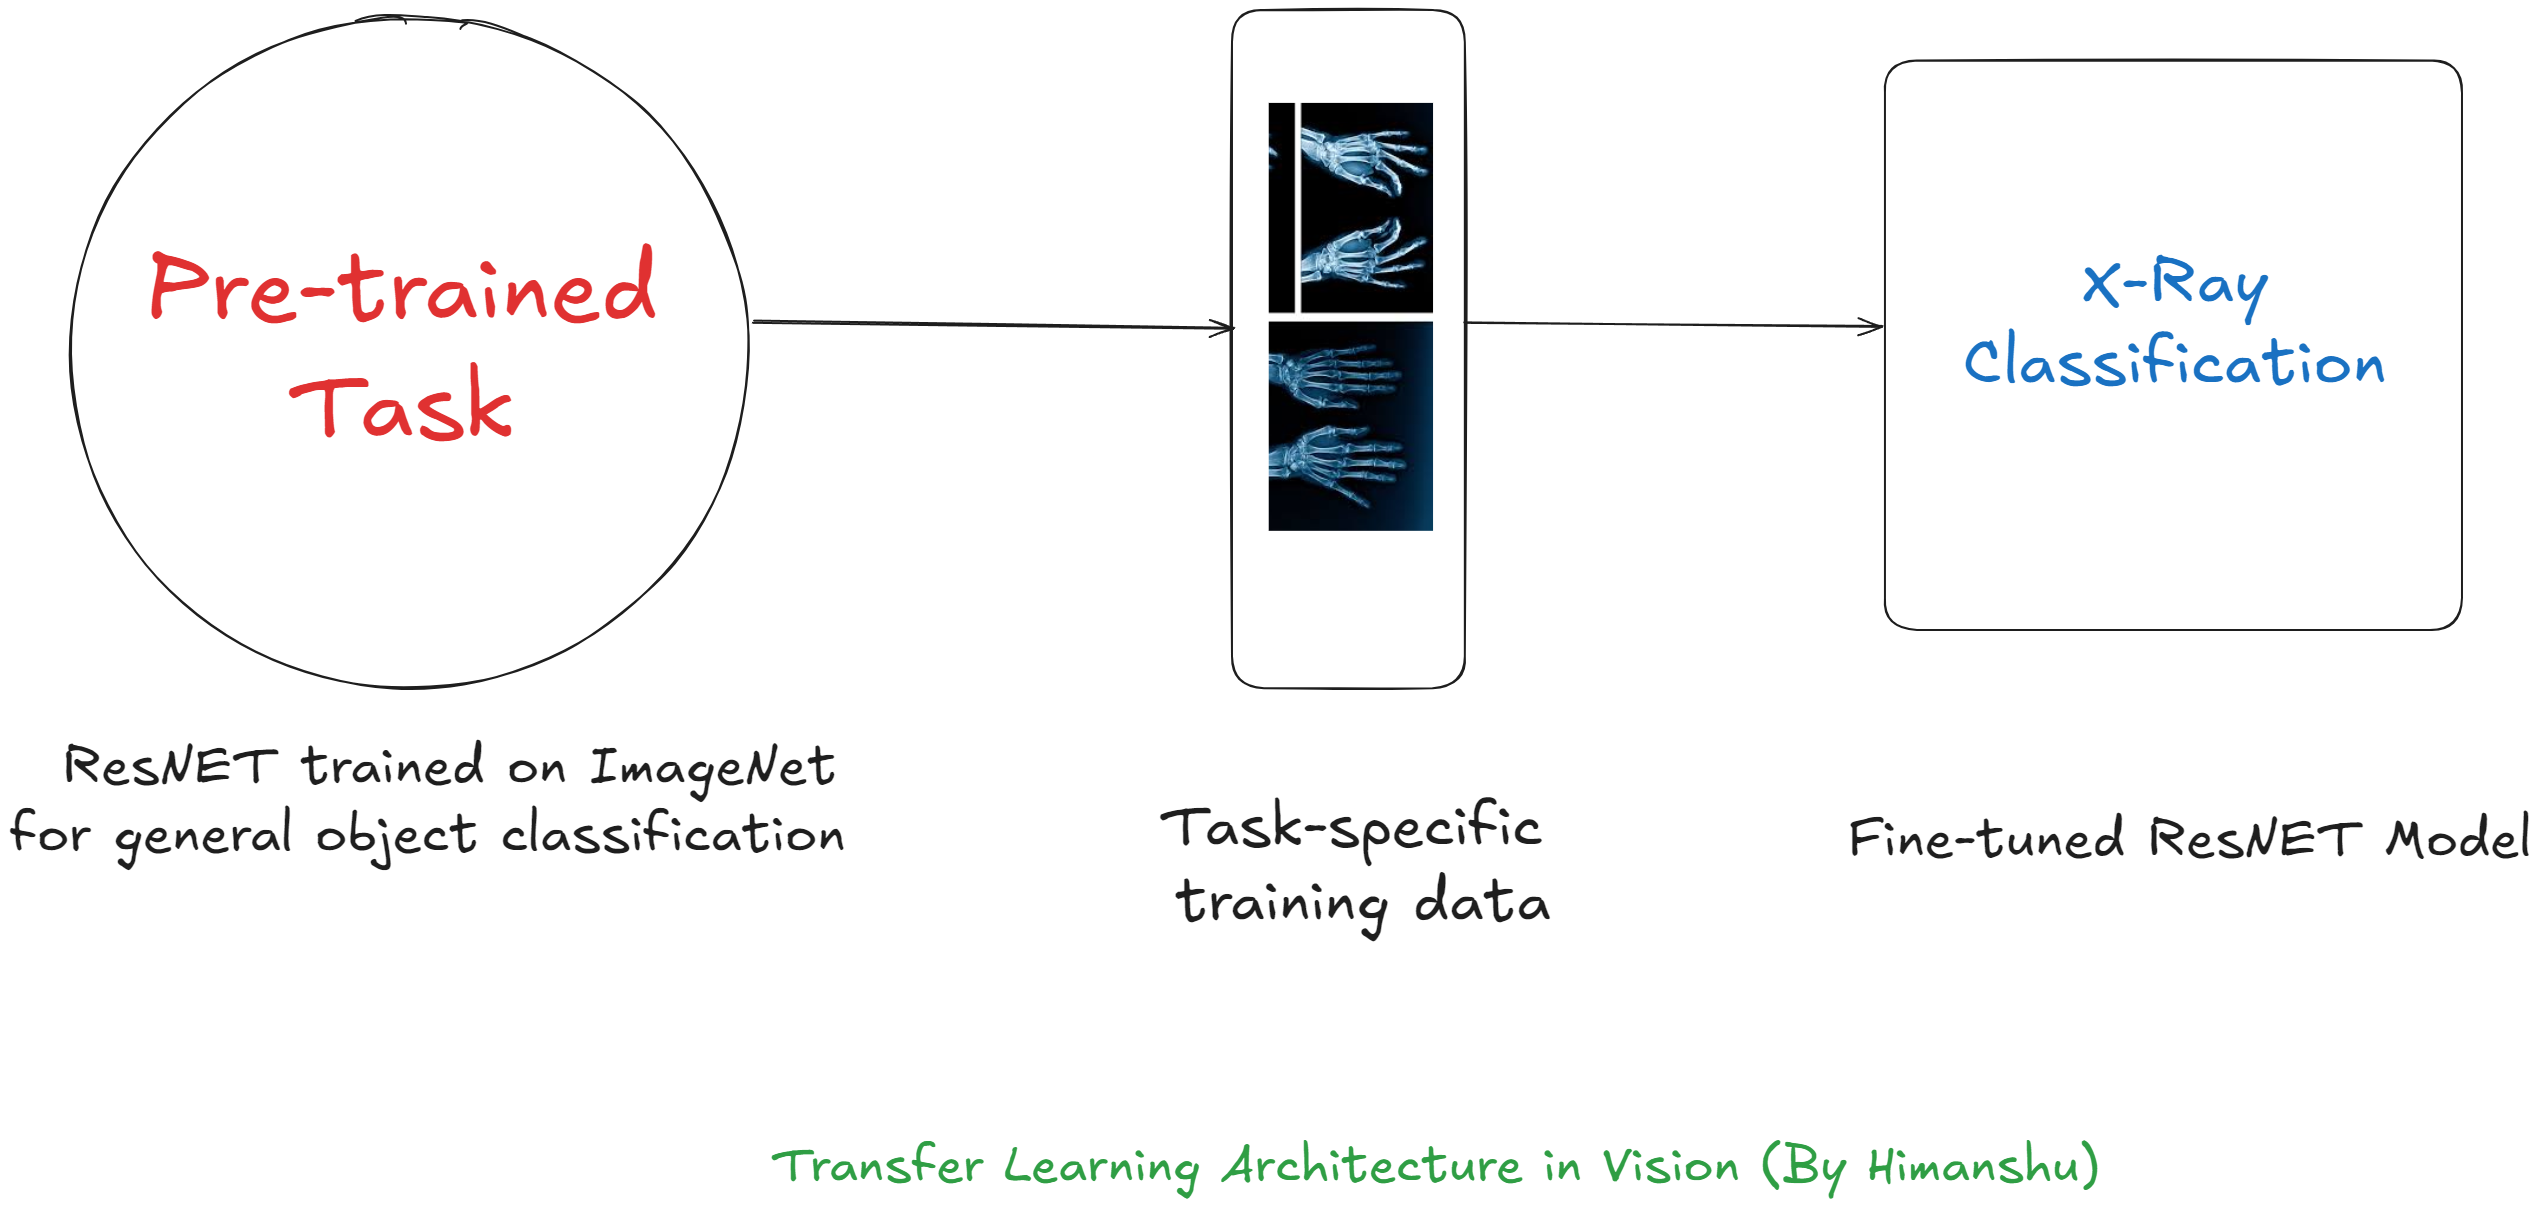 Pre-trained
Task
X-Ray
Classification
ResNET trained on ImageNet
for general object classification
Task-specific
training data
Fine-tuned ResNET Model
Transfer Learning Architecture in Vision (By Himanshu)